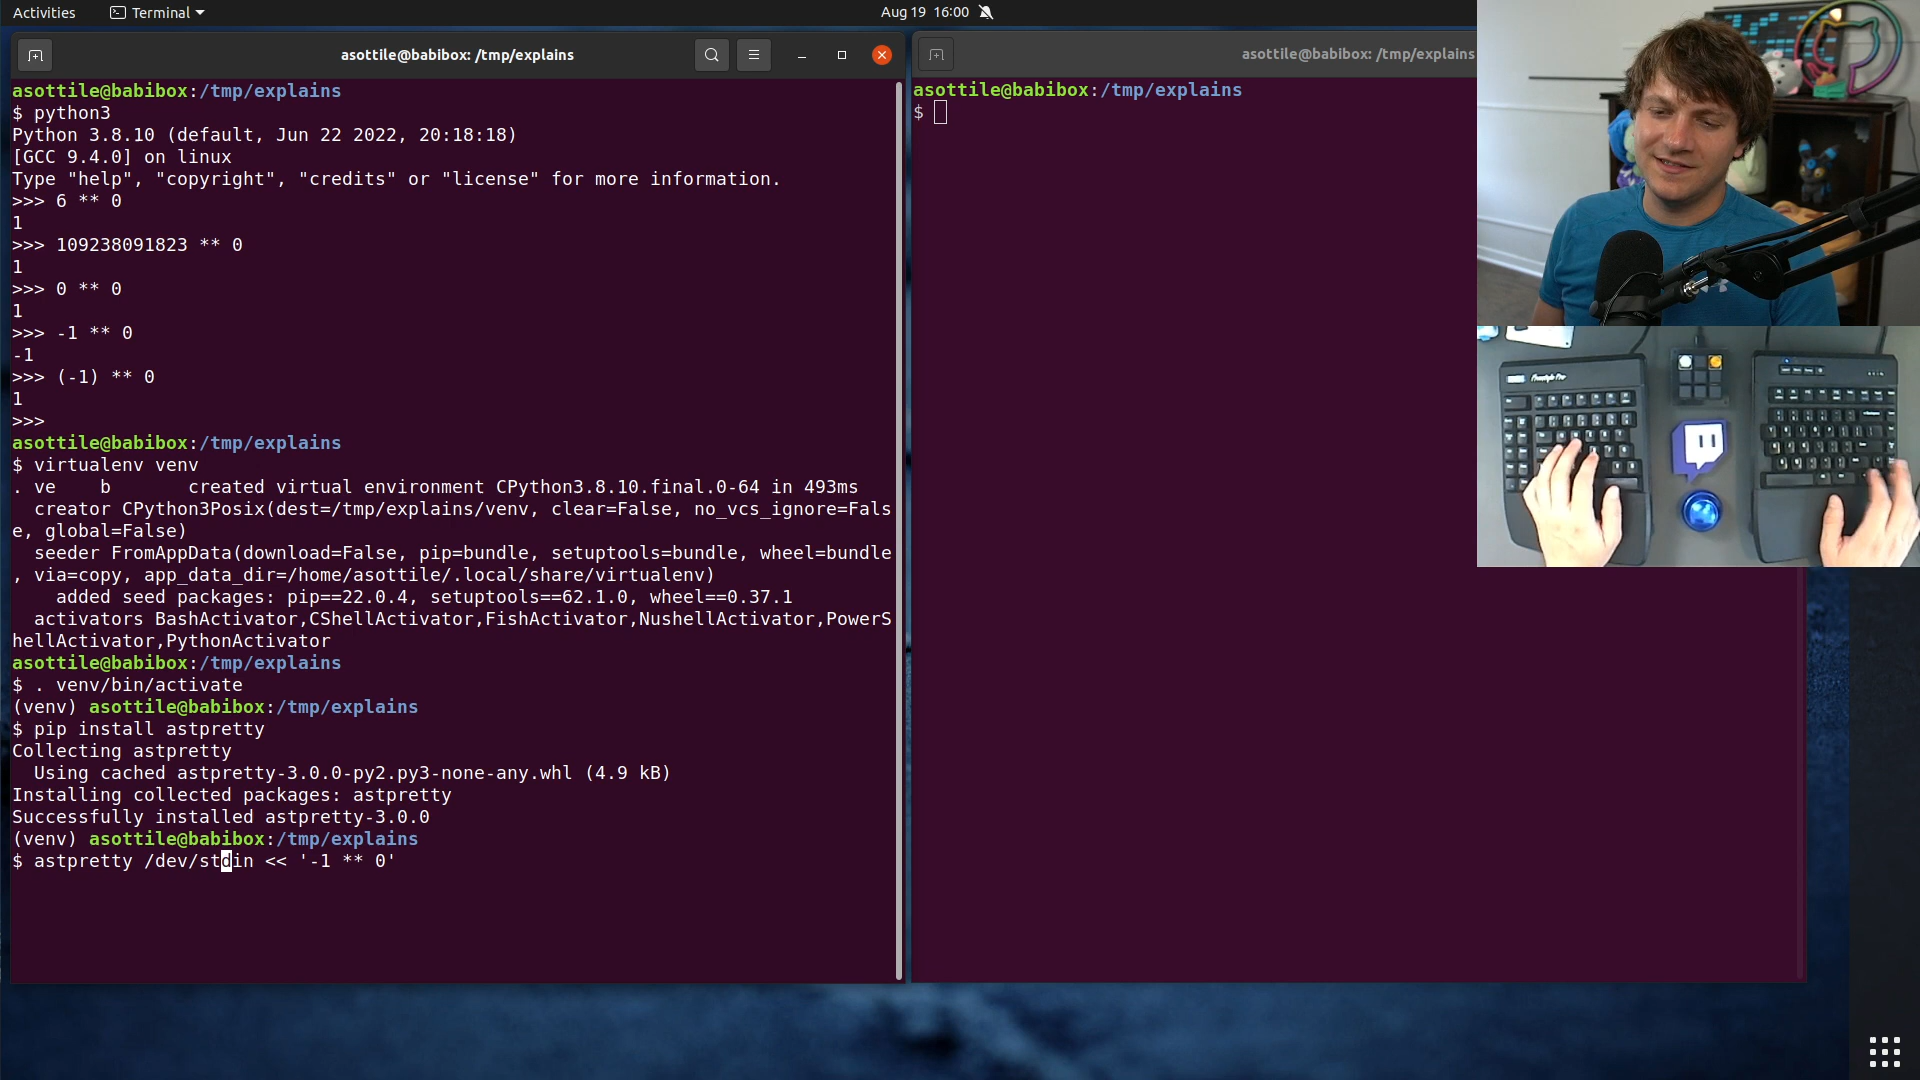 Activities
Terminal
Aug 19 16:00
asottile@babibox: /tmp/explains
asottile@babibox:/tmp/explains
$ python3
Python 3.8.10 (default, Jun 22 2022, 20:18:18)
[GCC 9.4.0] on linux
Type "help", "copyright", "credits" or "license" for more information.
>>> 6 ** 0
1
>>> 109238091823 ** 0
1
>>> 0 ** 0
1
>>> -1 ** 0
-1
>>> (-1) ** 0
1
>>>
asottile@babibox:/tmp/explains
$ virtualenv venv
. ve    b       created virtual environment CPython3.8.10.final.0-64 in 493ms
  creator CPython3Posix(dest=/tmp/explains/venv, clear=False, no_vcs_ignore=Fals
e, global=False)
  seeder FromAppData(download=False, pip=bundle, setuptools=bundle, wheel=bundle
, via=copy, app_data_dir=/home/asottile/.local/share/virtualenv)
    added seed packages: pip==22.0.4, setuptools==62.1.0, wheel==0.37.1
  activators BashActivator,CShellActivator,FishActivator,NushellActivator,PowerS
hellActivator,PythonActivator
asottile@babibox:/tmp/explains
$ . venv/bin/activate
(venv) asottile@babibox:/tmp/explains
$ pip install astpretty
Collecting astpretty
  Using cached astpretty-3.0.0-py2.py3-none-any.whl (4.9 kB)
Installing collected packages: astpretty
Successfully installed astpretty-3.0.0
(venv) asottile@babibox:/tmp/explains
$ astpretty /dev/stdin << '-1 ** 0'
asottile@babibox: /tmp/explains
asottile@babibox:/tmp/explains
$